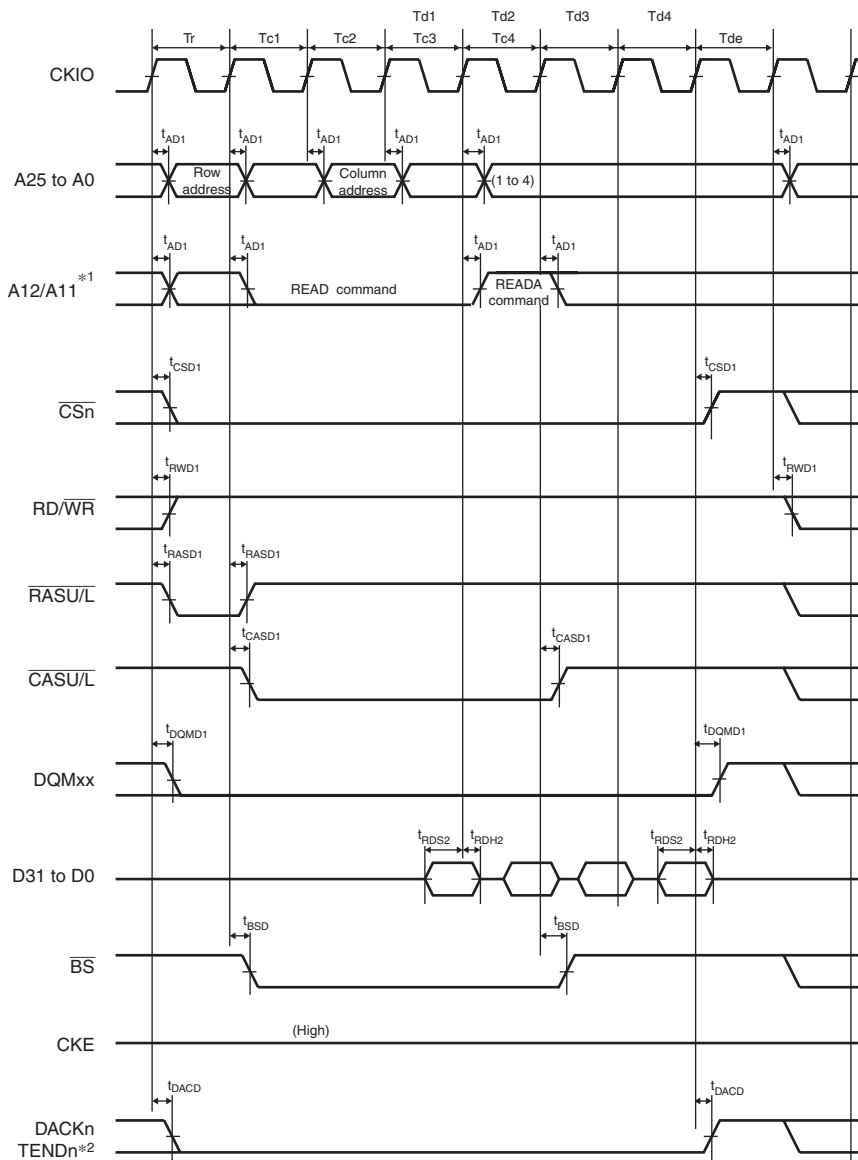 Td1 Td2 Td3 Td4
Tr Tc1 Tc2 Tc3 Tc4 Tde
CKIO
tAD1 tAD1 tAD1 tAD1 tAD1 tAD1
A25 to A0
Row address
Column address
(1 to 4)
tAD1 tAD1 tAD1 tAD1
A12/A11 *1
READ command
READA command
tCSD1 tCSD1
CSn
tRWD1 tRWD1
RD/WR
tRASD1 tRASD1
RASU/L
tCASD1 tCASD1
CASU/L
tDQMD1 tDQMD1
DQMxx
tRDS2 tRDH2 tRDS2 tRDH2
D31 to D0
tBSD tBSD
BS
(High)
CKE
tDACD tDACD
DACKn
TENDn*2